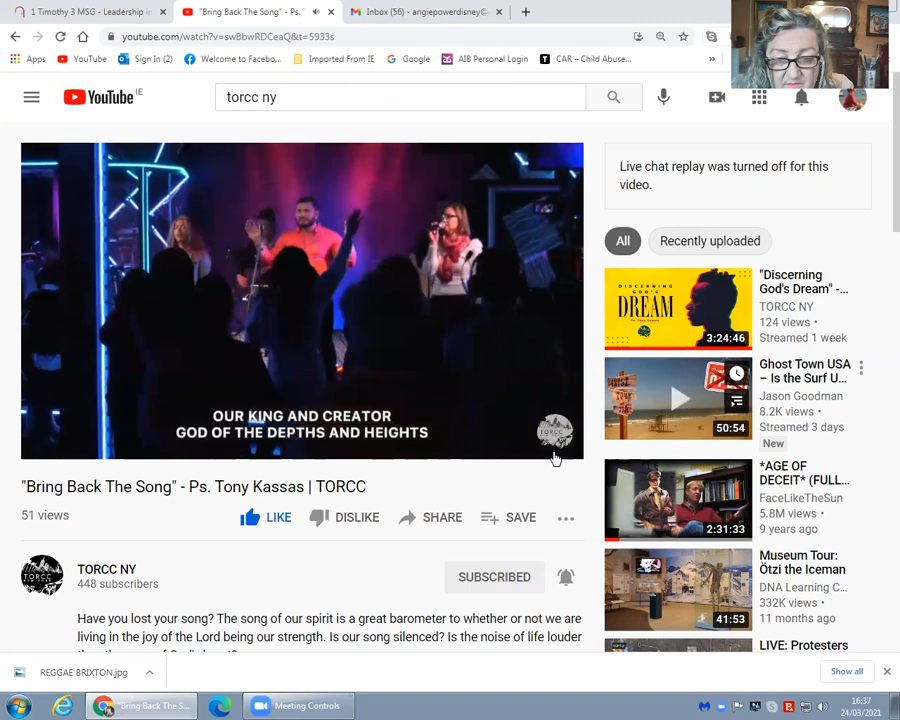 1 Timothy 3 MSG - Leadership in
"Bring Back The Song" - Ps.
Inbox (56) - angiepowerdisney@
youtube.com/watch?v=swBbwRDCeaQ&t=5933s
Apps
YouTube
Sign In (2)
Welcome to Facebo...
Imported From IE
Google
AIB Personal Login
CAR – Child Abuse...
YouTube IE
torcc ny
Live chat replay was turned off for this
video.
All
Recently uploaded
OUR KING AND CREATOR
GOD OF THE DEPTHS AND HEIGHTS
TORCC
DISCERNING
GOD'S
DREAM
3:24:46
"Discerning
God's Dream" -...
TORCC NY
124 views •
Streamed 1 week
50:54
Ghost Town USA
– Is the Surf U...
Jason Goodman
8.2K views •
Streamed 3 days
New
2:31:33
*AGE OF
DECEIT* (FULL...
FaceLikeTheSun
5.8M views •
9 years ago
41:53
Museum Tour:
Ötzi the Iceman
DNA Learning C...
332K views •
11 months ago
LIVE: Protesters
"Bring Back The Song" - Ps. Tony Kassas | TORCC
51 views
LIKE
DISLIKE
SHARE
SAVE
TORCC NY
448 subscribers
SUBSCRIBED
Have you lost your song? The song of our spirit is a great barometer to whether or not we are
living in the joy of the Lord being our strength. Is our song silenced? Is the noise of life louder
REGGAE BRIXTON.jpg
Show all
"Bring Back The S...
Meeting Controls
16:37
24/03/2021